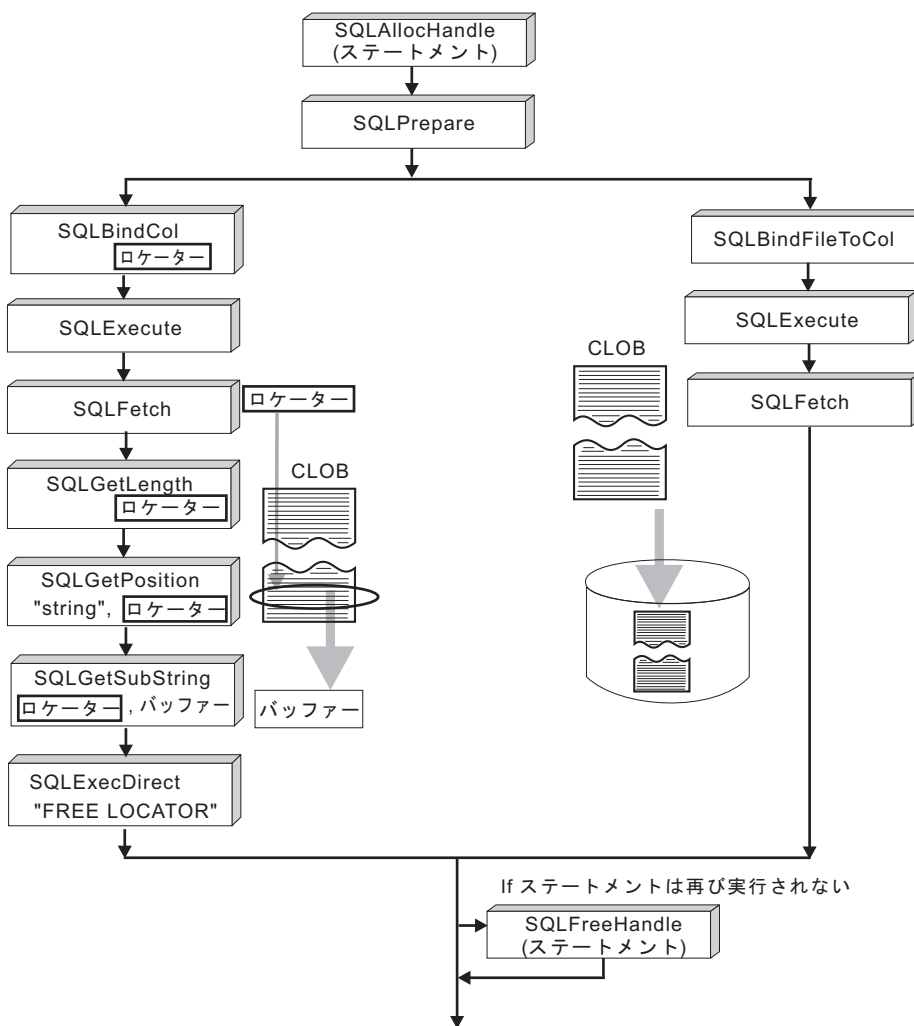 SQLAllocHandle
(ステートメント)
SQLPrepare
SQLBindCol
ロケーター
SQLExecute
SQLFetch
ロケーター
SQLGetLength
ロケーター
SQLGetPosition
"string", ロケーター
SQLGetSubString
ロケーター , バッファー
SQLExecDirect
"FREE LOCATOR"
CLOB
バッファー
SQLBindFileToCol
SQLExecute
SQLFetch
CLOB
If ステートメントは再び実行されない
SQLFreeHandle
(ステートメント)